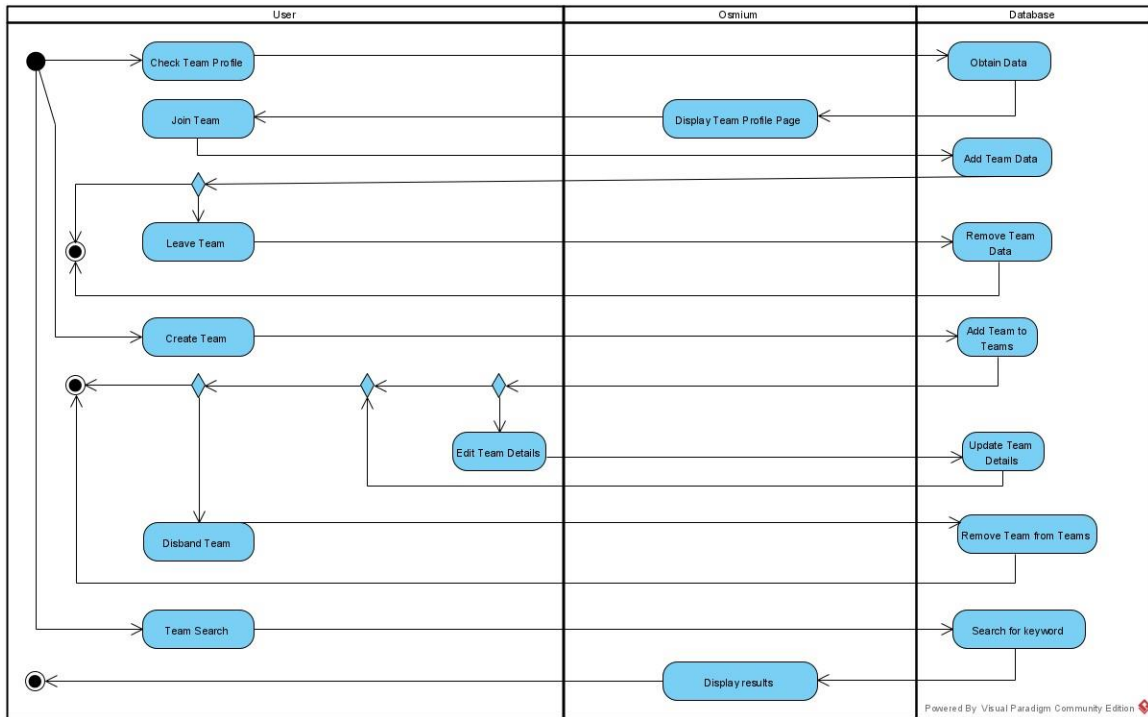 User
Osmium
Database
Check Team Profile
Obtain Data
Join Team
Display Team Profile Page
Add Team Data
Leave Team
Remove Team
Data
Create Team
Add Team to
Teams
Edit Team Details
Update Team
Details
Disband Team
Remove Team from Teams
Team Search
Search for keyword
Display results
Powered By Visual Paradigm Community Edition